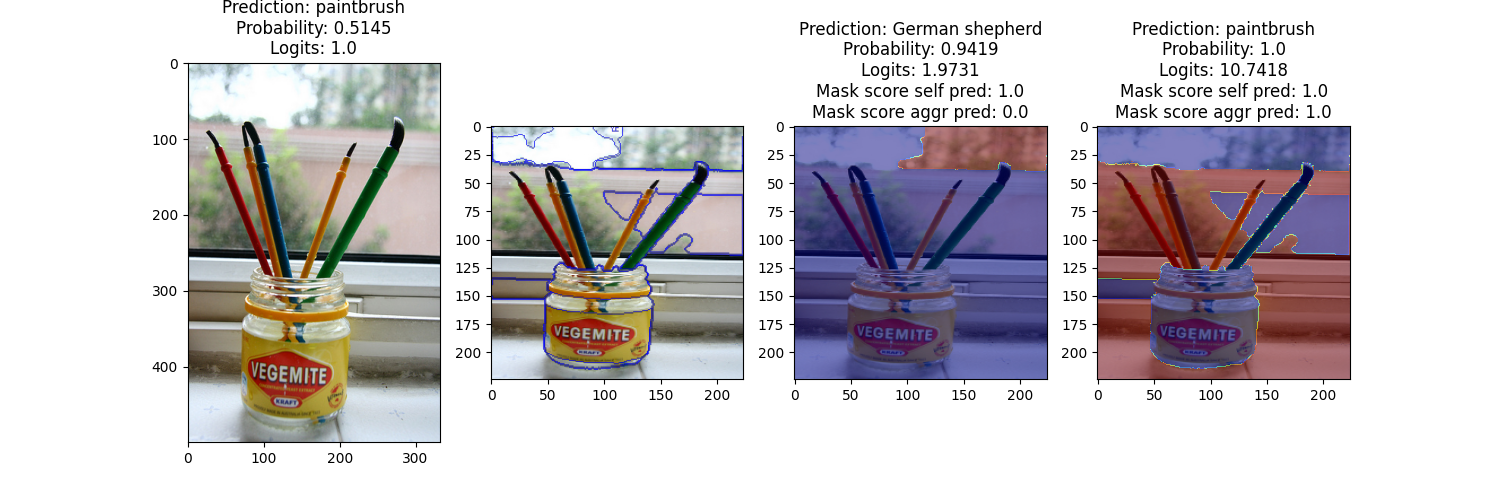 Prediction: paintbrush
Probability: 0.5145
Logits: 1.0
0
100
200
300
400
0
100
200
300
VEGEMITE
KRAFT
0
25
50
75
100
125
150
175
200
0
50
100
150
200
VEGEMITE
KRAFT
Prediction: German shepherd
Probability: 0.9419
Logits: 1.9731
Mask score self pred: 1.0
Mask score aggr pred: 0.0
0
25
50
75
100
125
150
175
200
0
50
100
150
200
VEGEMITE
KRAFT
Prediction: paintbrush
Probability: 1.0
Logits: 10.7418
Mask score self pred: 1.0
Mask score aggr pred: 1.0
0
25
50
75
100
125
150
175
200
0
50
100
150
200
VEGEMITE
KRAFT